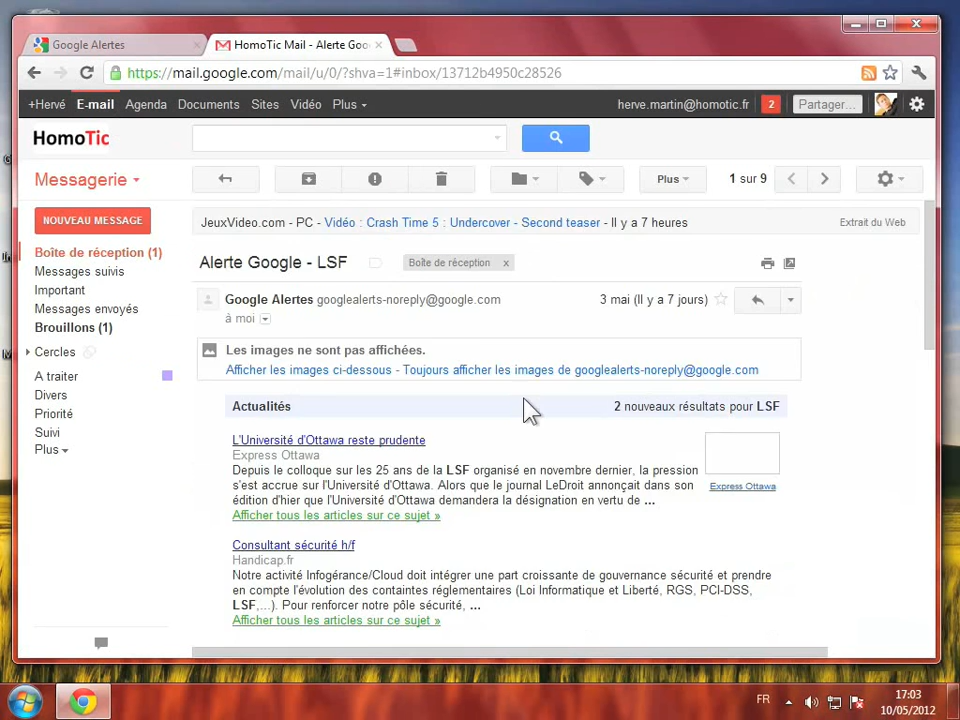 Google Alertes
HomoTic Mail - Alerte Goo
https://mail.google.com/mail/u/0/?shva=1#inbox/13712b4950c28526
+Hervé E-mail Agenda Documents Sites Vidéo Plus
herve.martin@homotic.fr 2 Partager...
HomoTic
Messagerie
Plus
1 sur 9
NOUVEAU MESSAGE
JeuxVideo.com - PC - Vidéo : Crash Time 5 : Undercover - Second teaser - Il y a 7 heures
Extrait du Web
Boîte de réception (1)
Messages suivis
Important
Messages envoyés
Brouillons (1)
Cercles
A traiter
Divers
Priorité
Suivi
Plus
Alerte Google - LSF
Boîte de réception x
Google Alertes googlealerts-noreply@google.com
3 mai (Il y a 7 jours)
à moi
Les images ne sont pas affichées.
Afficher les images ci-dessous - Toujours afficher les images de googlealerts-noreply@google.com
Actualités
2 nouveaux résultats pour LSF
L'Université d'Ottawa reste prudente
Express Ottawa
Depuis le colloque sur les 25 ans de la LSF organisé en novembre dernier, la pression
s'est accrue sur l'Université d'Ottawa. Alors que le journal LeDroit annonçait dans son
édition d'hier que l'Université d'Ottawa demandera la désignation en vertu de ...
Afficher tous les articles sur ce sujet »
Express Ottawa
Consultant sécurité h/f
Handicap.fr
Notre activité Infogérance/Cloud doit intégrer une part croissante de gouvernance sécurité et prendre
en compte l'évolution des containtes réglementaires (Loi Informatique et Liberté, RGS, PCI-DSS,
LSF,...). Pour renforcer notre pôle sécurité, ...
Afficher tous les articles sur ce sujet »
FR
17:03
10/05/2012